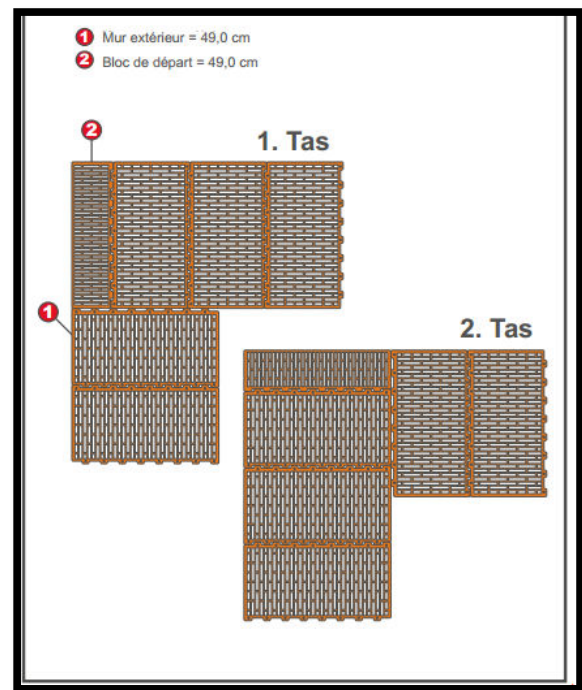 1 Mur extérieur = 49,0 cm
2 Bloc de départ = 49,0 cm
2
1. Tas
1
2. Tas